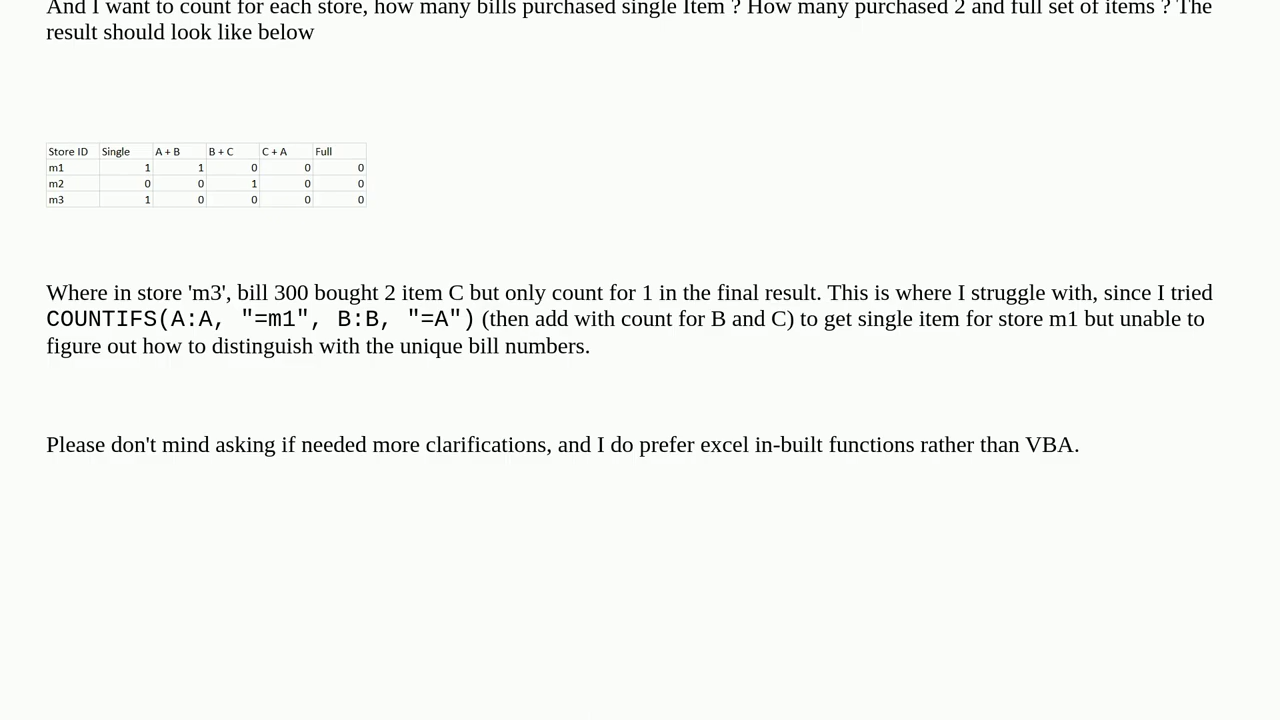 And I want to count for each store, how many bills purchased single Item ? How many purchased 2 and full set of items ? The
result should look like below
Store ID Single A + B B + C C + A Full
m1 1 1 0 0 0
m2 0 0 1 0 0
m3 1 0 0 0 0
Where in store 'm3', bill 300 bought 2 item C but only count for 1 in the final result. This is where I struggle with, since I tried
COUNTIFS(A:A, "=m1", B:B, "=A") (then add with count for B and C) to get single item for store m1 but unable to
figure out how to distinguish with the unique bill numbers.
Please don't mind asking if needed more clarifications, and I do prefer excel in-built functions rather than VBA.